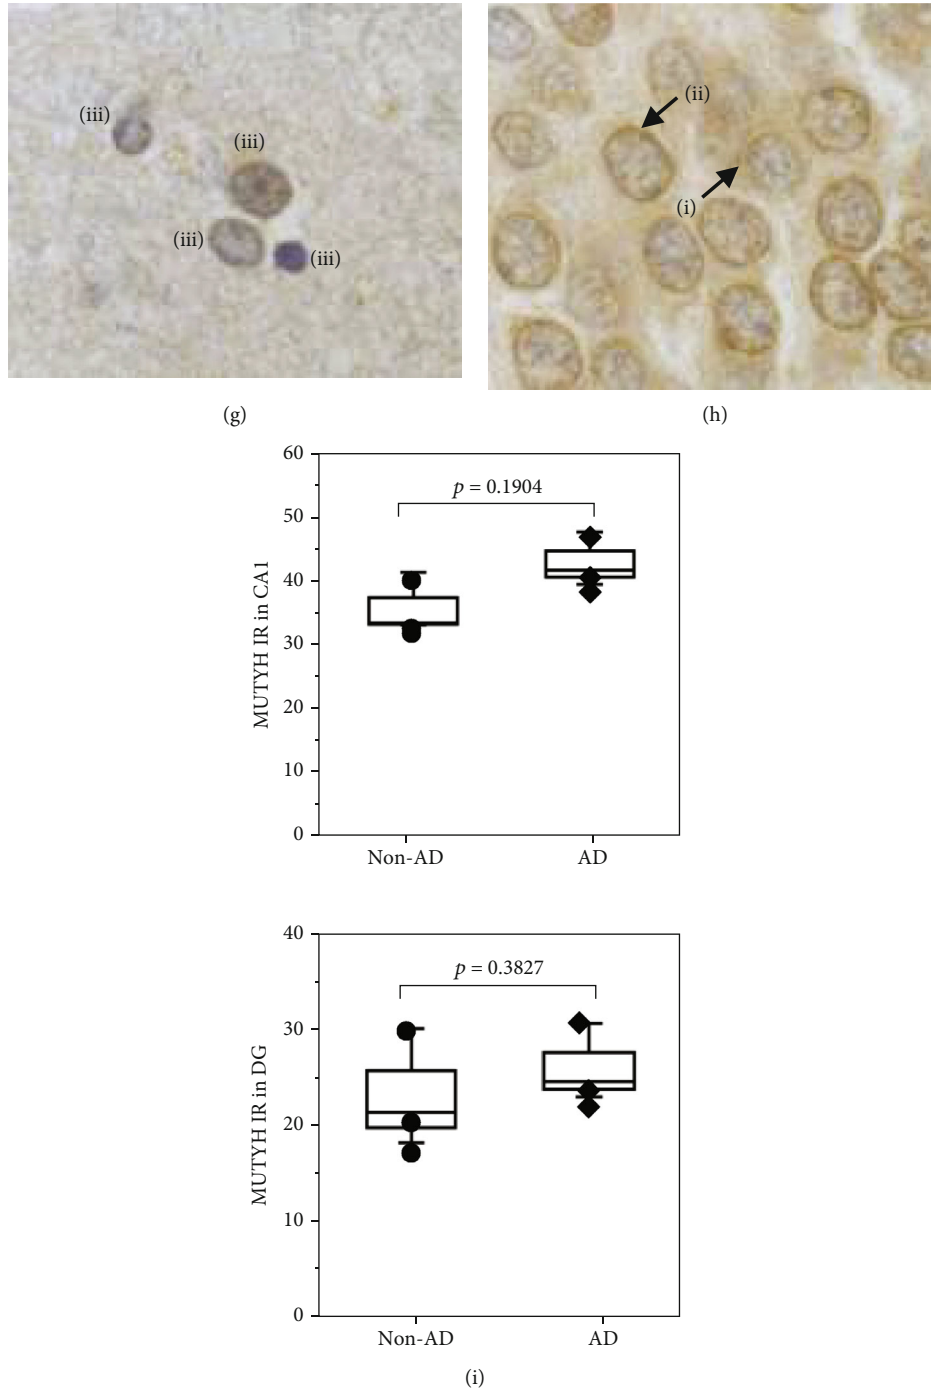 (iii)
(iii)
(iii)
(iii)
(ii)
(i)
(g)
(h)
60
50
40
30
20
10
0
MUTYH IR in CA1
p = 0.1904
Non-AD
AD
40
30
20
10
0
MUTYH IR in DG
p = 0.3827
Non-AD
AD
(i)